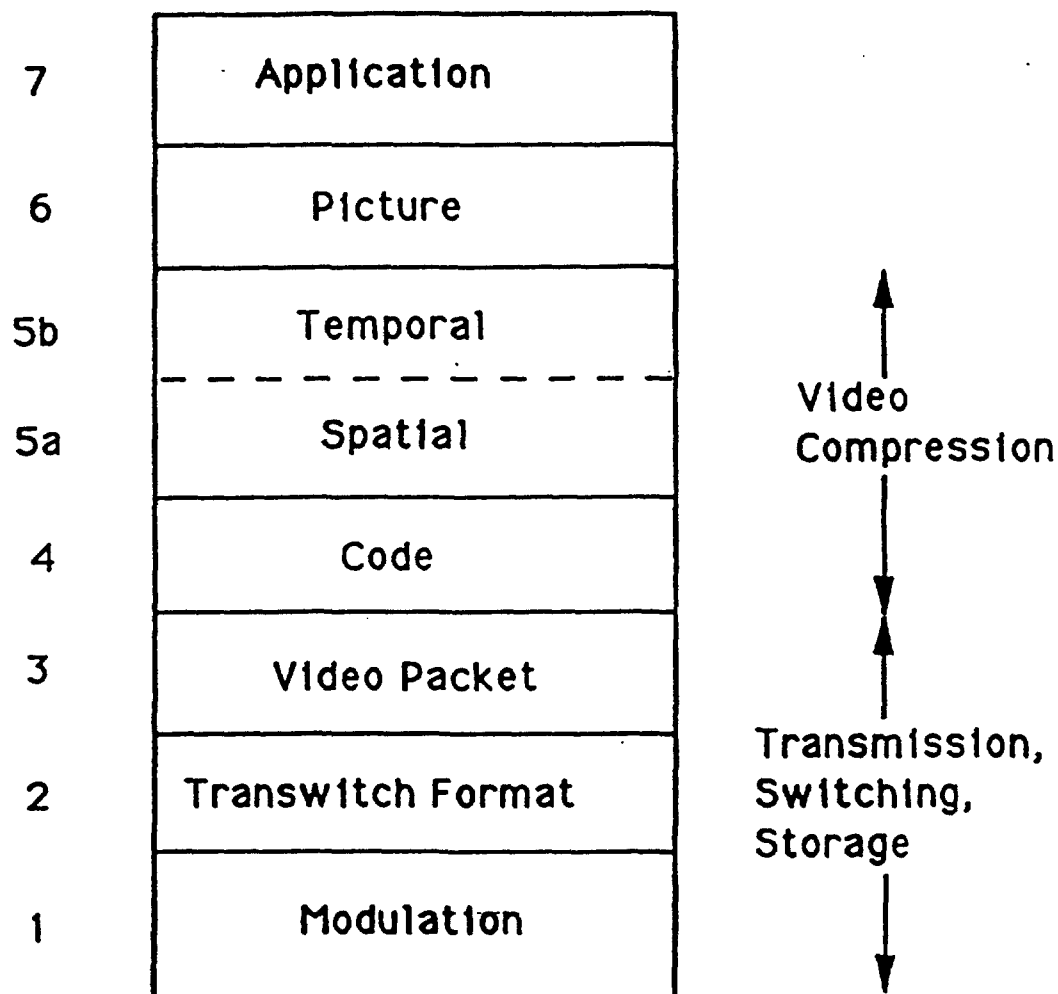 7 Application
6 Picture
5b Temporal
5a Spatial
Video
Compression
4 Code
3 Video Packet
2 Transwitch Format
Transmission,
Switching,
Storage
1 Modulation